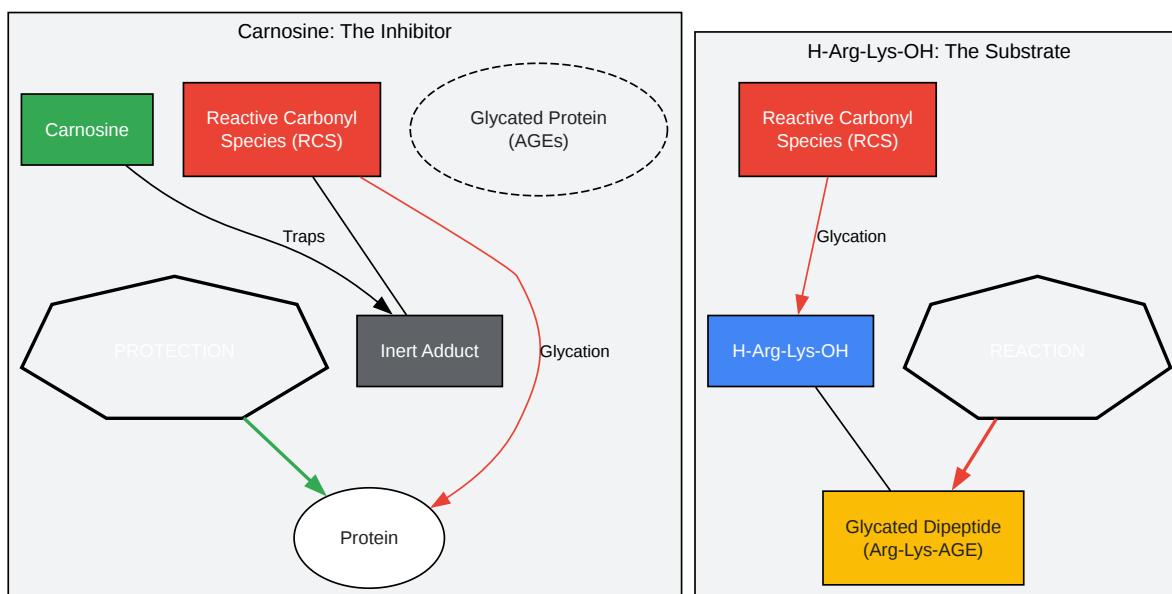 Carnosine: The Inhibitor
Carnosine
Reactive Carbonyl
Species (RCS)
Glycated Protein
(AGEs)
Traps
PROTECTION
Inert Adduct
Glycation
Protein
H-Arg-Lys-OH: The Substrate
Reactive Carbonyl
Species (RCS)
Glycation
H-Arg-Lys-OH
REACTION
Glycated Dipeptide
(Arg-Lys-AGE)